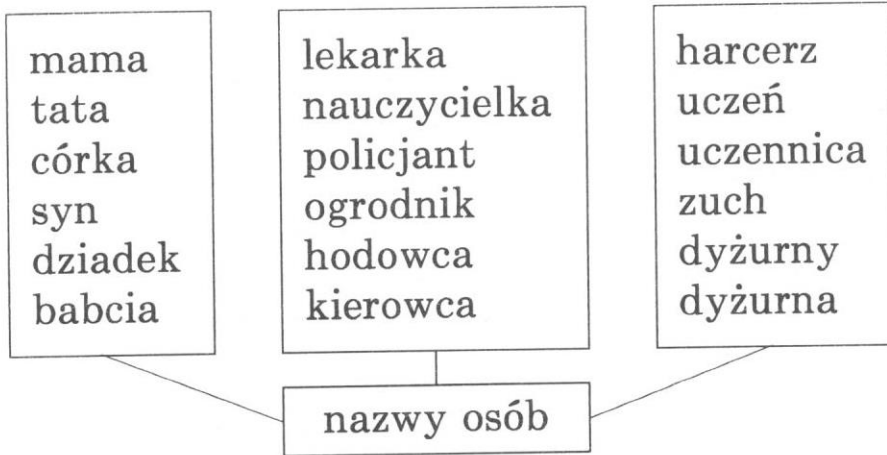 mama
tata
córka
syn
dziadek
babcia
lekarka
nauczycielka
policjant
ogrodnik
hodowca
kierowca
harcerz
uczeń
uczennica
zuch
dyżurny
dyżurna
nazwy osób